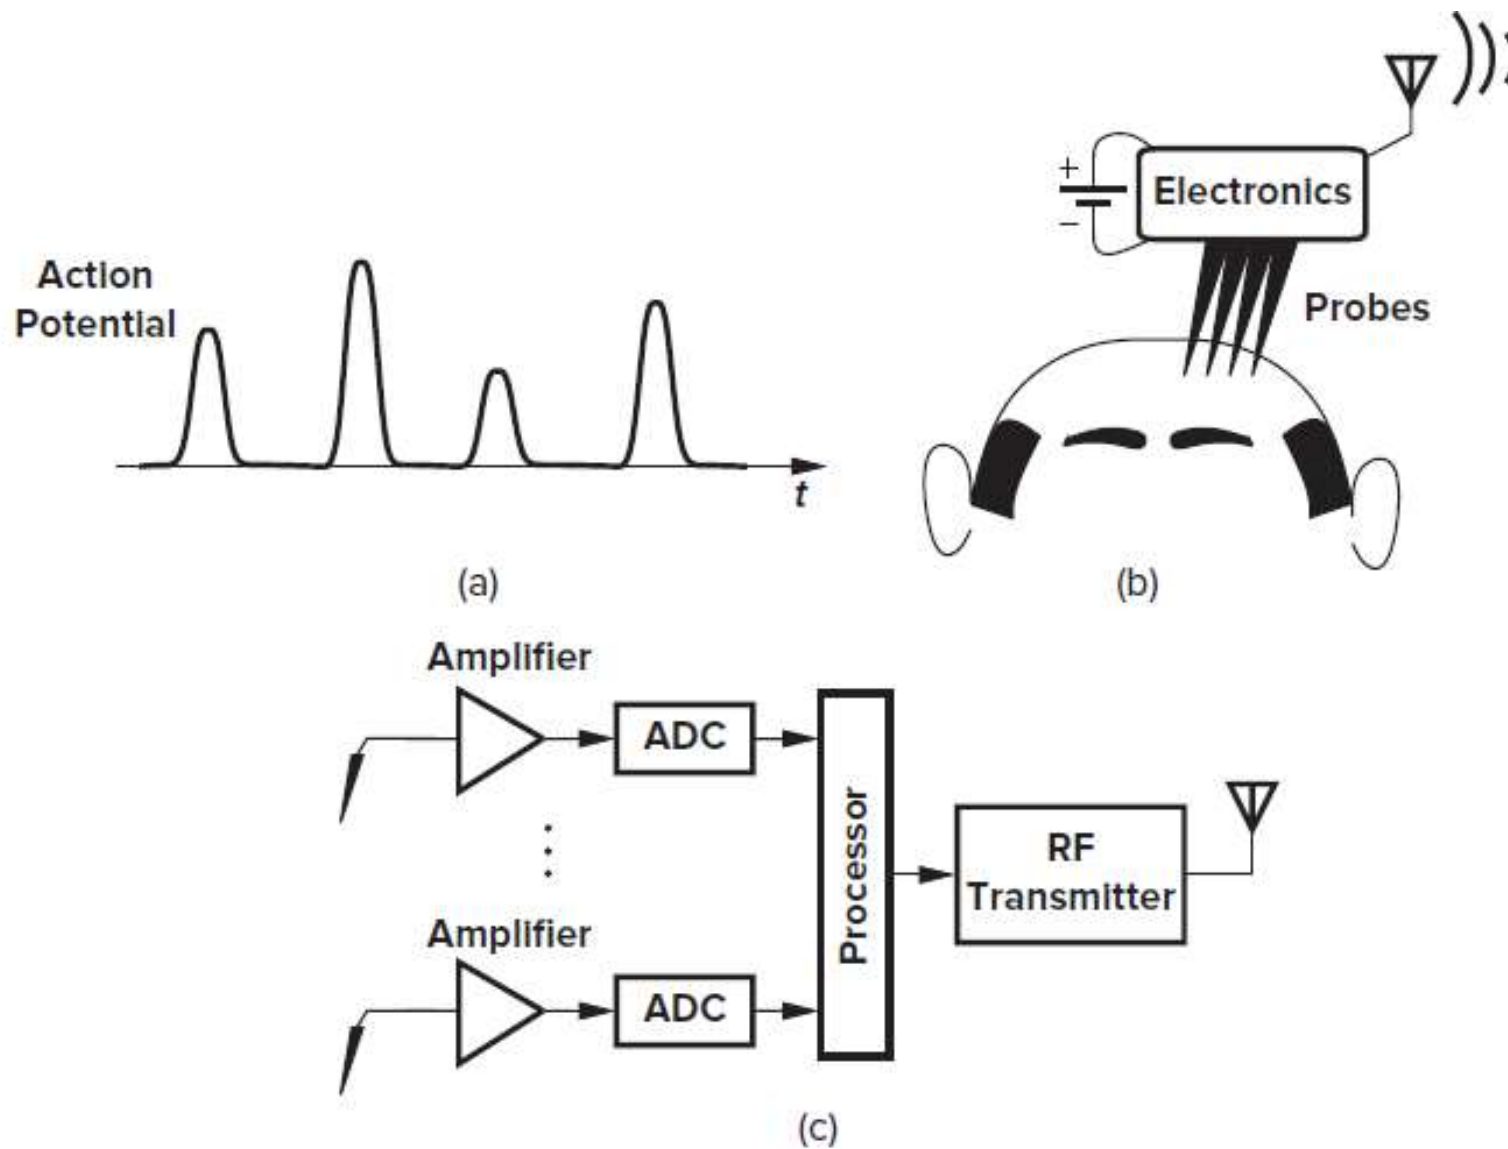 Action
Potential
t
(a)
+
−
Electronics
Probes
(b)
Amplifier
ADC
Amplifier
ADC
Processor
RF
Transmitter
(c)